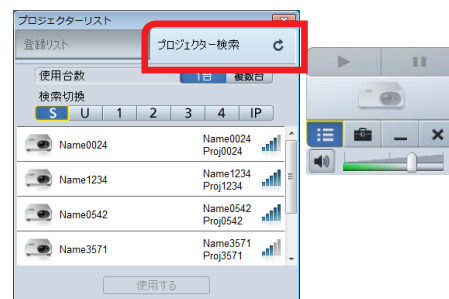 プロジェクターリスト
登録リスト プロジェクター検索
使用台数 1台 複数台
検索切換
S U 1 2 3 4 IP
Name0024 Name0024
Proj0024
Name1234 Name1234
Proj1234
Name0542 Name0542
Proj0542
Name3571 Name3571
Proj3571
使用する